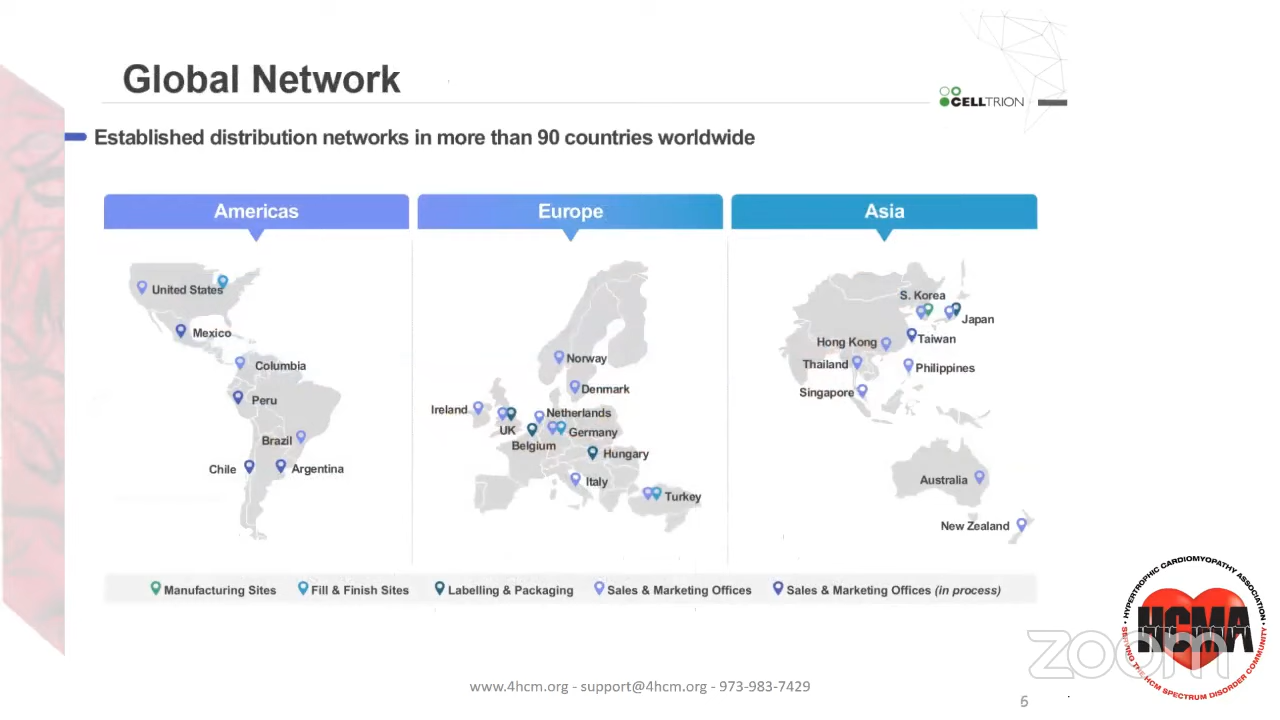 Global Network
CELLTRION
Established distribution networks in more than 90 countries worldwide
Americas
Europe
Asia
United States
Mexico
Columbia
Peru
Brazil
Chile
Argentina
Norway
Denmark
Ireland
Netherlands
UK
Germany
Belgium
Hungary
Italy
Turkey
S. Korea
Japan
Taiwan
Hong Kong
Thailand
Philippines
Singapore
Australia
New Zealand
Manufacturing Sites
Fill & Finish Sites
Labelling & Packaging
Sales & Marketing Offices
Sales & Marketing Offices (in process)
HYPERTROPHIC CARDIOMYOPATHY ASSOCIATION
HCMA
SERVING THE HCM SPECTRUM DISORDER COMMUNITY
zoom
www.4hcm.org - support@4hcm.org - 973-983-7429